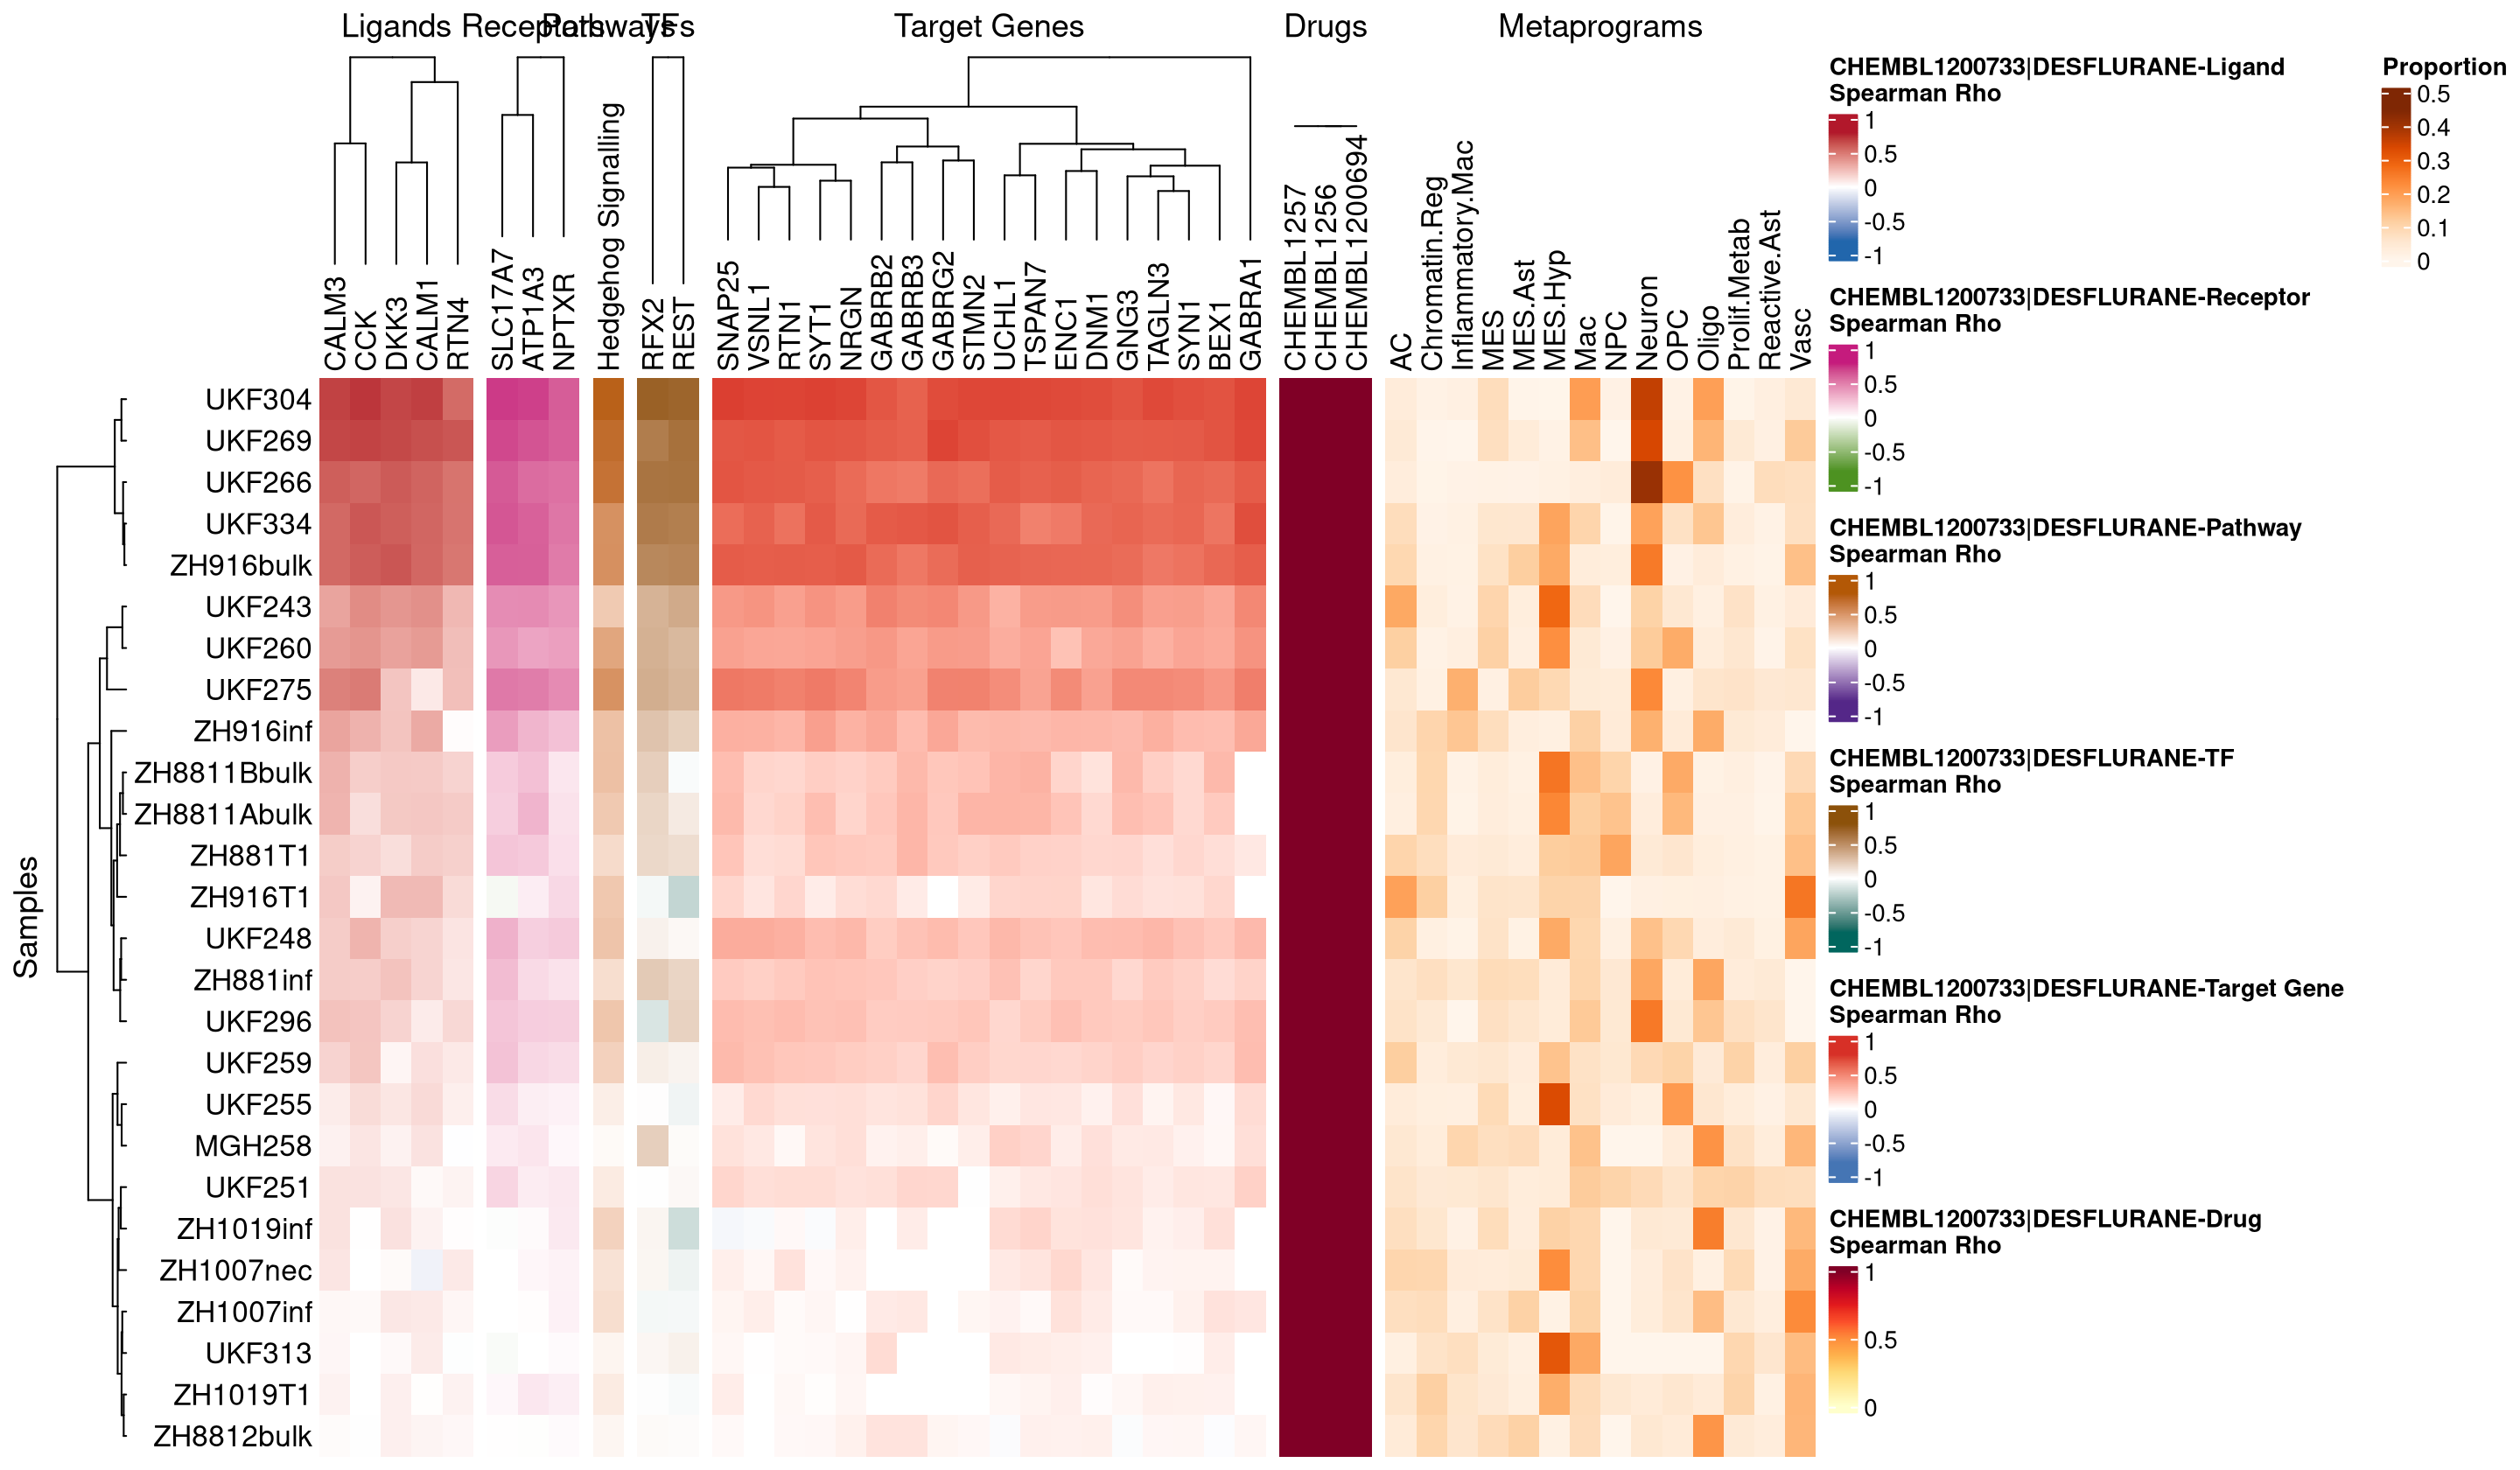 Ligands Receptors Pathways TFs Target Genes Drugs Metaprograms
CALM3
CCK
DKK3
CALM1
RTN4
SLC17A7
ATP1A3
NPTXR
Hedgehog Signalling
RFX2
REST
SNAP25
VSNL1
RTN1
SYT1
NRGN
GABRB2
GABRB3
GABRG2
STMN2
UCHL1
TSPAN7
ENC1
DNM1
GNG3
TAGLN3
SYN1
BEX1
GABRA1
CHEMBL1257
CHEMBL1256
CHEMBL1200694
AC
Chromatin.Reg
Inflammatory.Mac
MES
MES.Ast
MES.Hyp
Mac
NPC
Neuron
OPC
Oligo
Prolif.Metab
Reactive.Ast
Vasc
Samples
UKF304
UKF269
UKF266
UKF334
ZH916bulk
UKF243
UKF260
UKF275
ZH916inf
ZH8811Bbulk
ZH8811Abulk
ZH881T1
ZH916T1
UKF248
ZH881inf
UKF296
UKF259
UKF255
MGH258
UKF251
ZH1019inf
ZH1007nec
ZH1007inf
UKF313
ZH1019T1
ZH8812bulk
CHEMBL1200733|DESFLURANE-Ligand
Spearman Rho
1
0.5
0
-0.5
-1
CHEMBL1200733|DESFLURANE-Receptor
Spearman Rho
1
0.5
0
-0.5
-1
CHEMBL1200733|DESFLURANE-Pathway
Spearman Rho
1
0.5
0
-0.5
-1
CHEMBL1200733|DESFLURANE-TF
Spearman Rho
1
0.5
0
-0.5
-1
CHEMBL1200733|DESFLURANE-Target Gene
Spearman Rho
1
0.5
0
-0.5
-1
CHEMBL1200733|DESFLURANE-Drug
Spearman Rho
1
0.5
0
Proportion
0.5
0.4
0.3
0.2
0.1
0